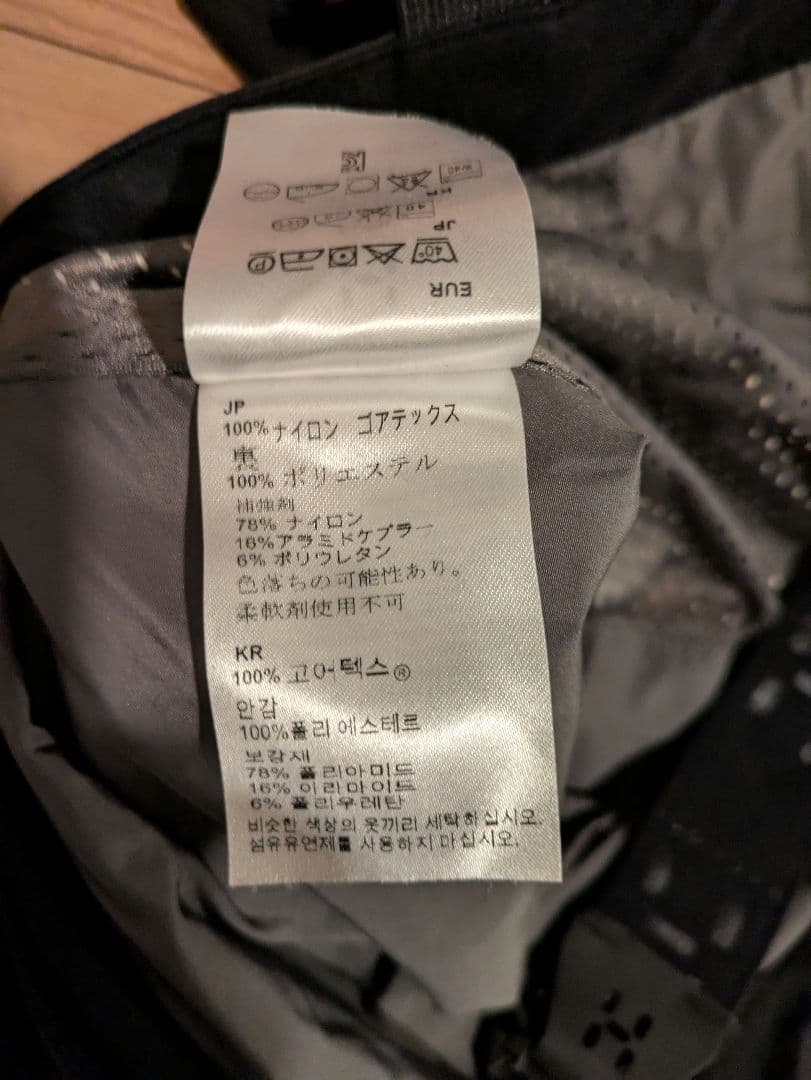 EUR
40°
P
JP
40
KR
W40
JP
100%ナイロン ゴアテックス
裏
100% ポリエステル
補強剤
78% ナイロン
16%アラミドケブラー
6% ポリウレタン
色落ちの可能性あり。
柔軟剤使用不可
KR
100% 고어텍스®
안감
100%폴리에스테르
보강재
78% 폴리아미드
16% 아라마이드
6% 폴리우레탄
비슷한 색상의 옷끼리 세탁하십시오.
섬유유연제를 사용하지 마십시오.